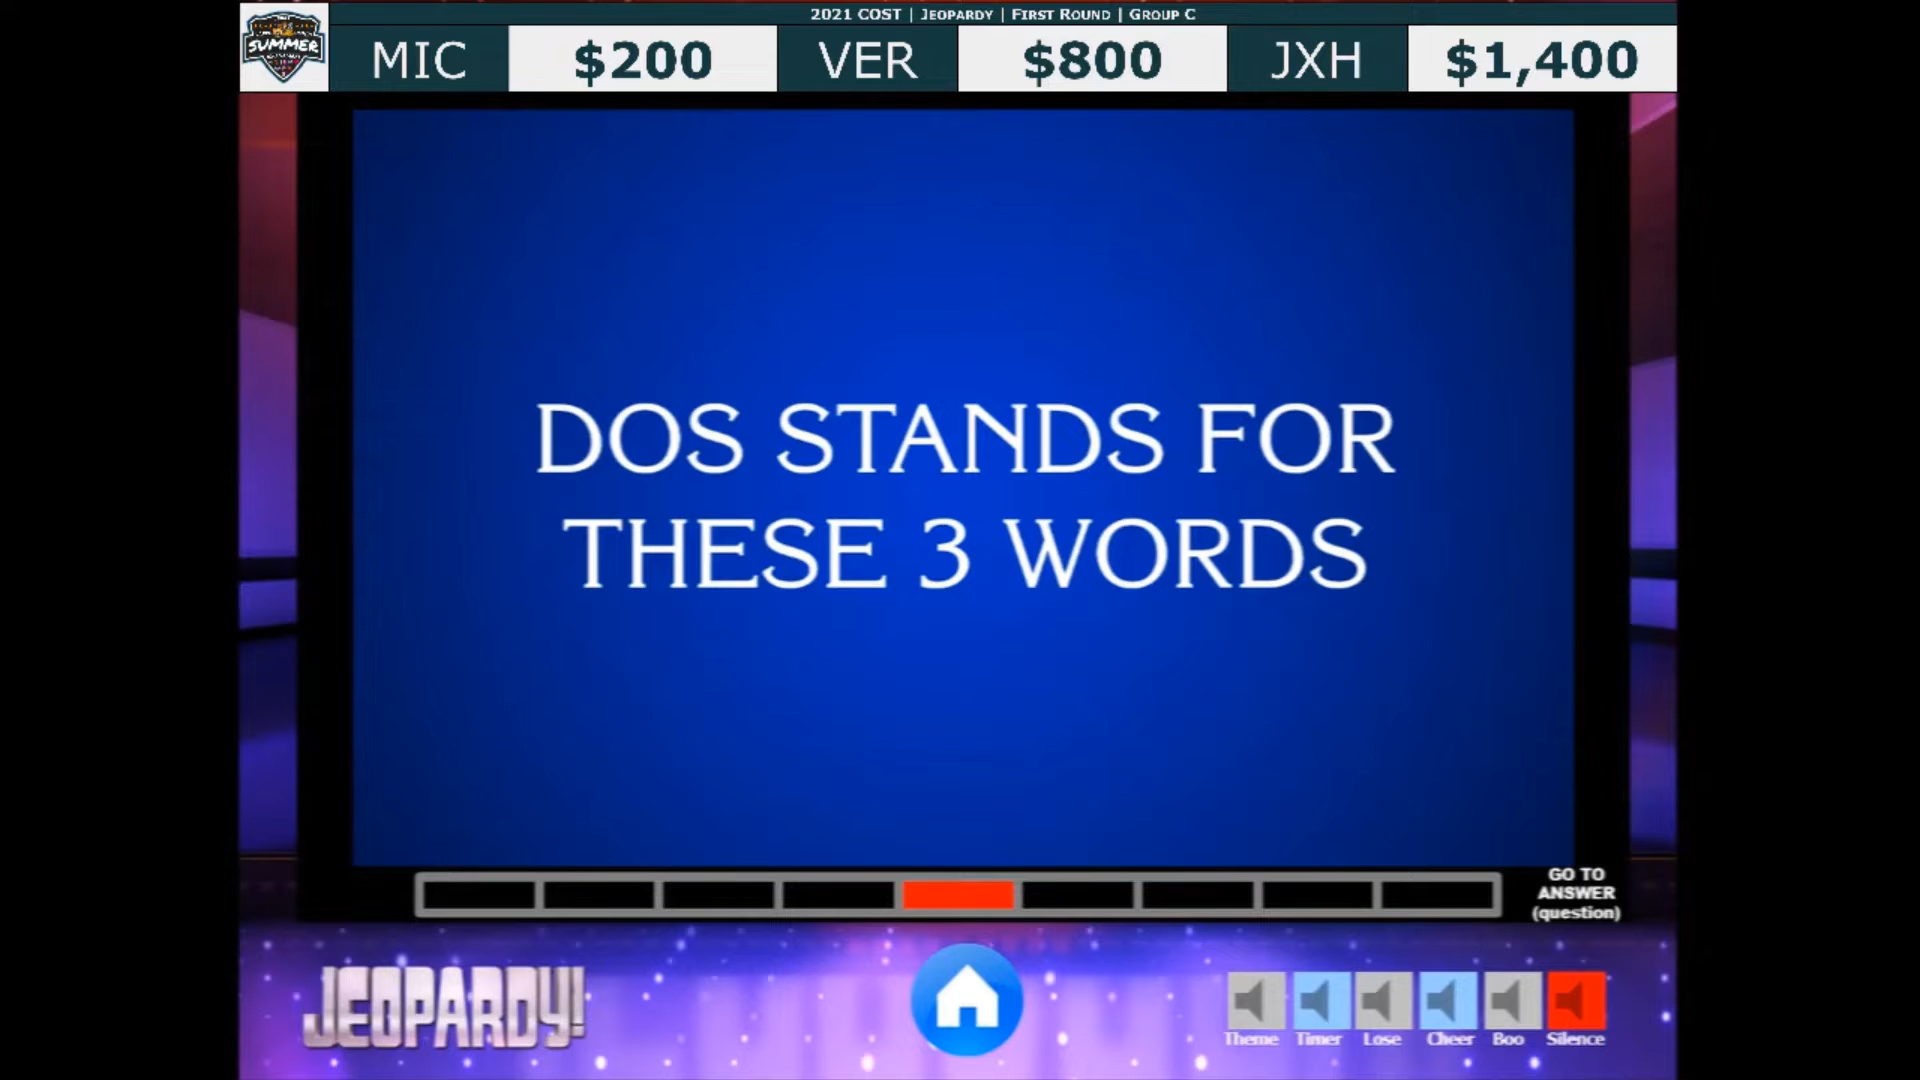 2021 COST | JEOPARDY | FIRST ROUND | GROUP C
SUMMER
MIC $200 VER $800 JXH $1,400
DOS STANDS FOR
THESE 3 WORDS
GO TO
ANSWER
(question)
JEOPARDY!
Theme Timer Lose Cheer Boo Silence